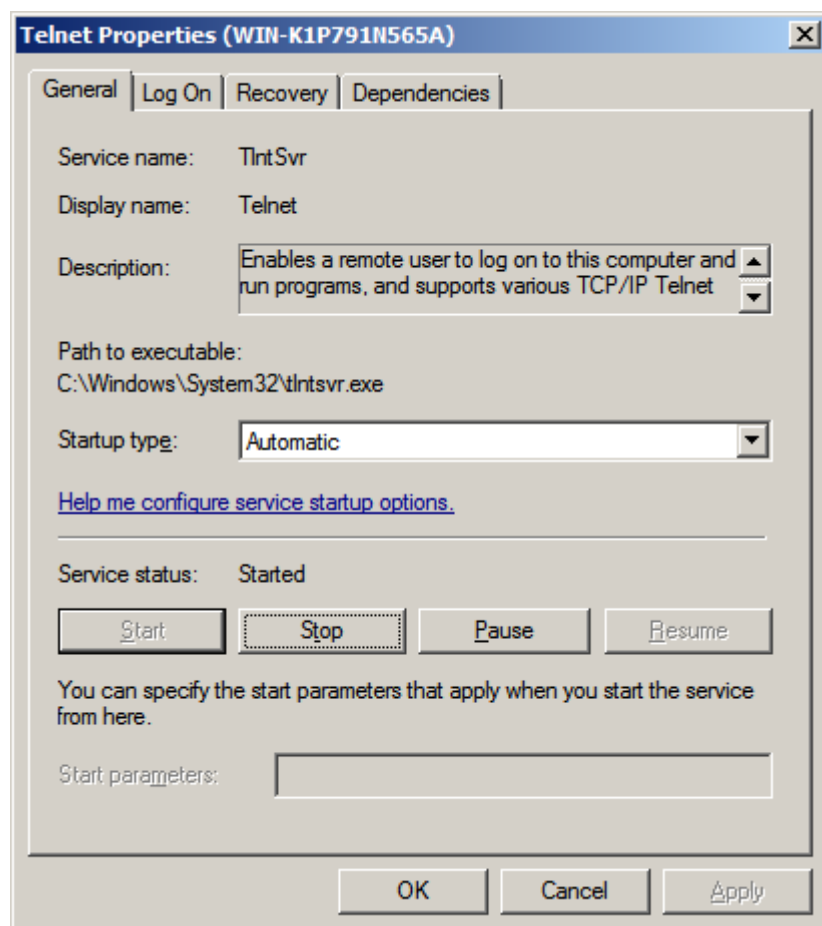 Telnet Properties (WIN-K1P791N565A)
General Log On Recovery Dependencies
Service name: TlntSvr
Display name: Telnet
Description: Enables a remote user to log on to this computer and
run programs, and supports various TCP/IP Telnet
Path to executable:
C:\Windows\System32\tlntsvr.exe
Startup type: Automatic
Help me configure service startup options.
Service status: Started
Start Stop Pause Resume
You can specify the start parameters that apply when you start the service
from here.
Start parameters:
OK Cancel Apply